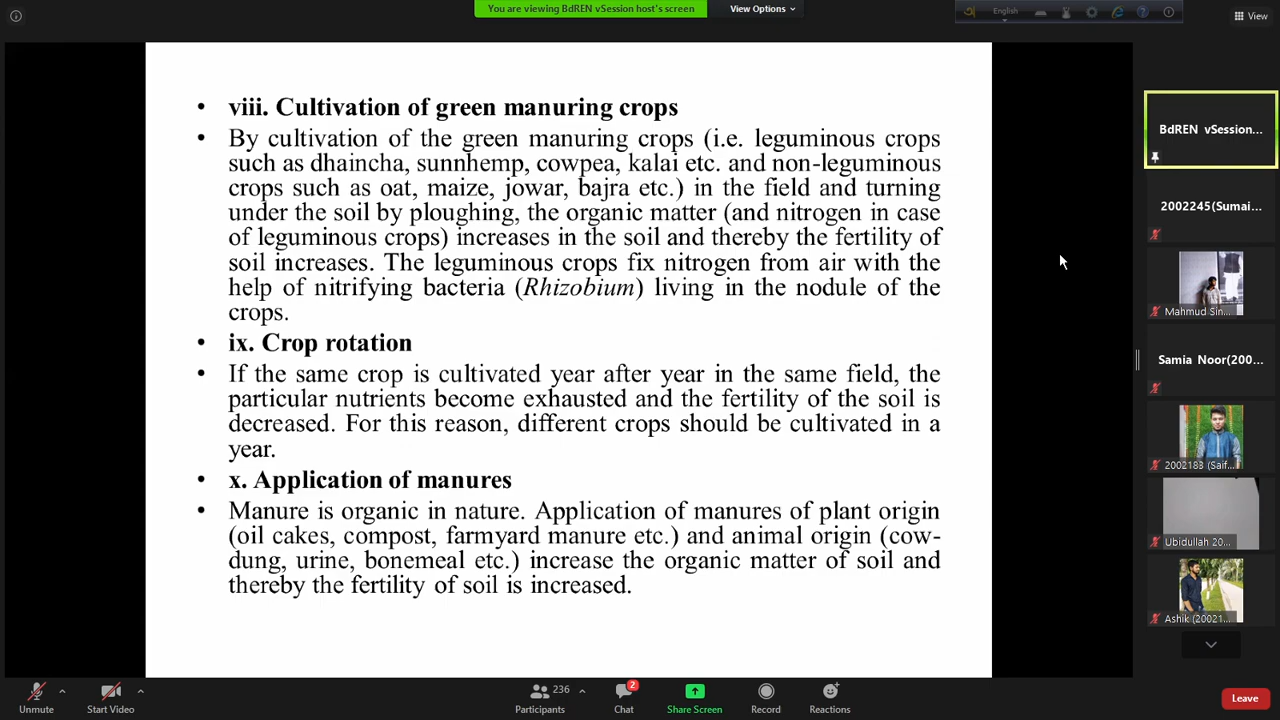 You are viewing BdREN vSession host's screen
View Options
English
View
viii. Cultivation of green manuring crops
By cultivation of the green manuring crops (i.e. leguminous crops
such as dhaincha, sunnhemp, cowpea, kalai etc. and non-leguminous
crops such as oat, maize, jowar, bajra etc.) in the field and turning
under the soil by ploughing, the organic matter (and nitrogen in case
of leguminous crops) increases in the soil and thereby the fertility of
soil increases. The leguminous crops fix nitrogen from air with the
help of nitrifying bacteria (Rhizobium) living in the nodule of the
crops.
ix. Crop rotation
If the same crop is cultivated year after year in the same field, the
particular nutrients become exhausted and the fertility of the soil is
decreased. For this reason, different crops should be cultivated in a
year.
x. Application of manures
Manure is organic in nature. Application of manures of plant origin
(oil cakes, compost, farmyard manure etc.) and animal origin (cow-
dung, urine, bonemeal etc.) increase the organic matter of soil and
thereby the fertility of soil is increased.
BdREN vSession...
2002245(Sumai...
Mahmud Sin...
Samia Noor(200...
2002183 (Saif...
Ubidullah 20...
Ashik (20021...
Unmute
Start Video
236
Participants
2
Chat
Share Screen
Record
Reactions
Leave